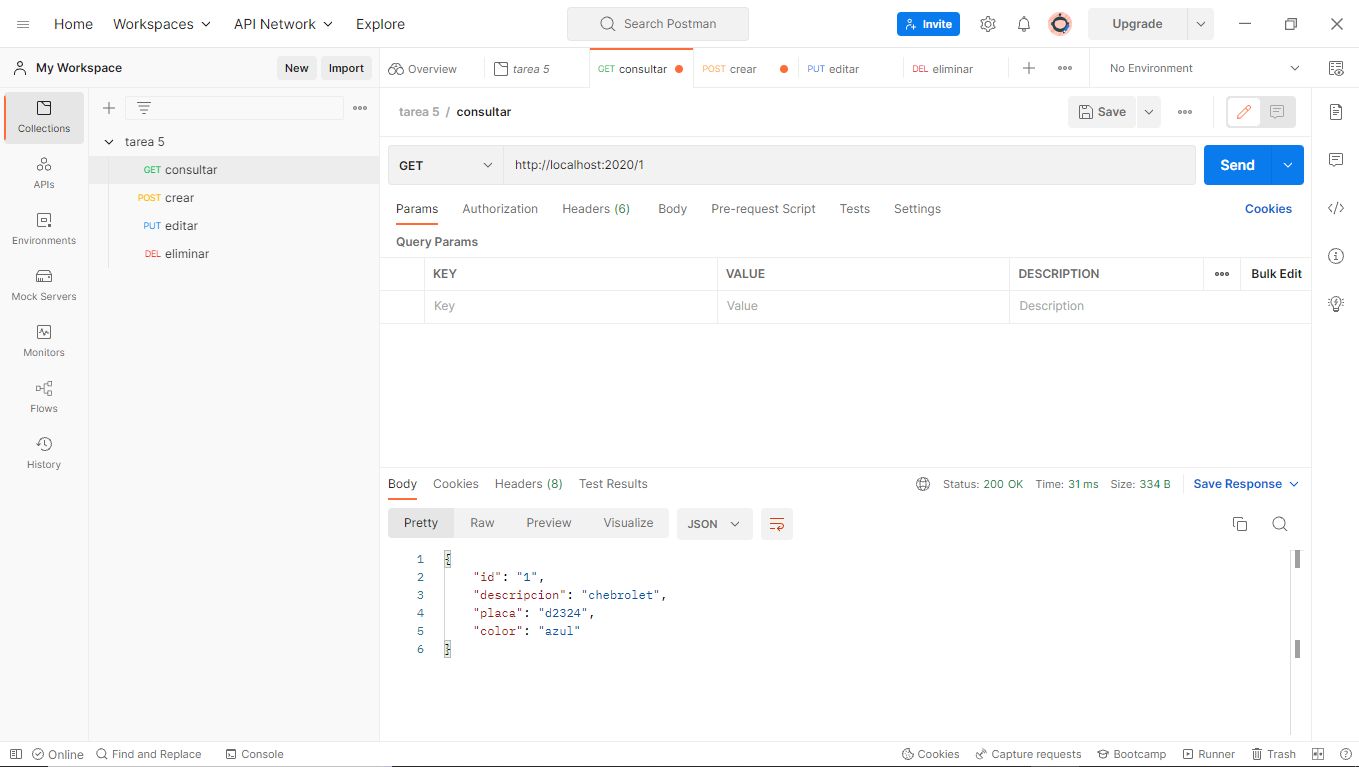 Home Workspaces API Network Explore Search Postman Invite Upgrade
My Workspace New Import Overview tarea 5 GET consultar POST crear PUT editar DEL eliminar No Environment
Collections
APIs
Environments
Mock Servers
Monitors
Flows
History
tarea 5
GET consultar
POST crear
PUT editar
DEL eliminar
tarea 5 / consultar Save
GET http://localhost:2020/1 Send
Params Authorization Headers (6) Body Pre-request Script Tests Settings Cookies
Query Params
KEY VALUE DESCRIPTION Bulk Edit
Key Value Description
Body Cookies Headers (8) Test Results Status: 200 OK Time: 31 ms Size: 334 B Save Response
Pretty Raw Preview Visualize JSON
1 {
2 "id": "1",
3 "descripcion": "chebrolet",
4 "placa": "d2324",
5 "color": "azul"
6 }
Online Find and Replace Console Cookies Capture requests Bootcamp Runner Trash